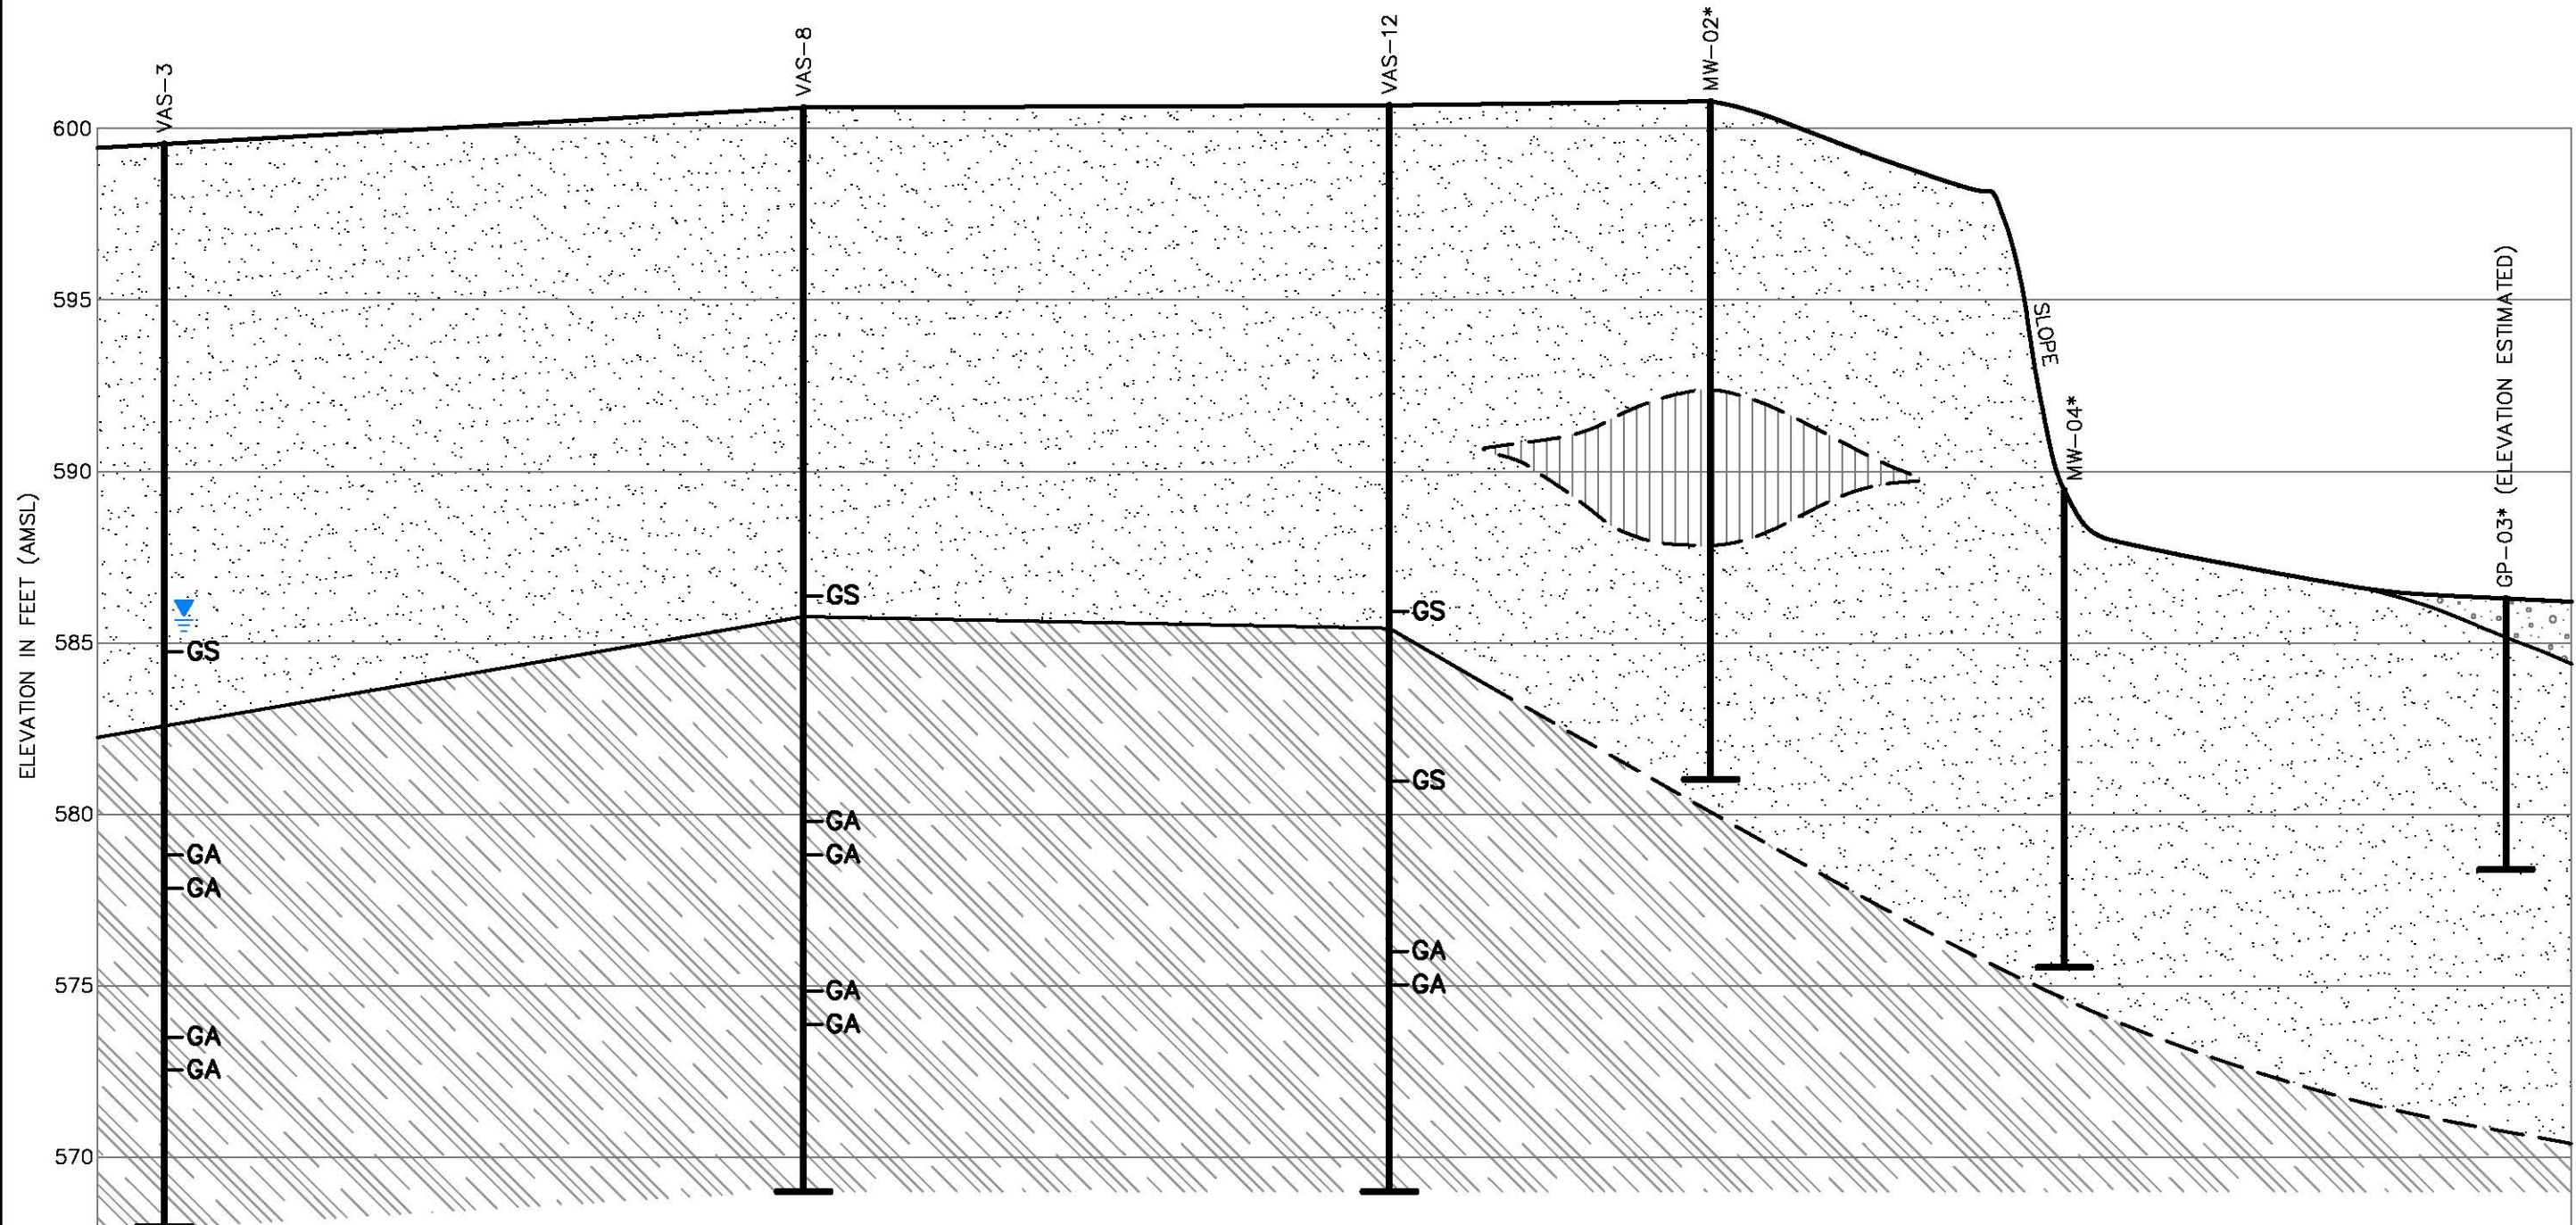 VAS-3
VAS-8
VAS-12
MW-02*
600
595
SLOPE
GP-03* (ELEVATION ESTIMATED)
MW-04*
590
ELEVATION IN FEET (AMSL)
GS
GS
585
GS
GS
580
GA
GA
GA
GA
GA
575
GA
GA
GA
GA
GA
570